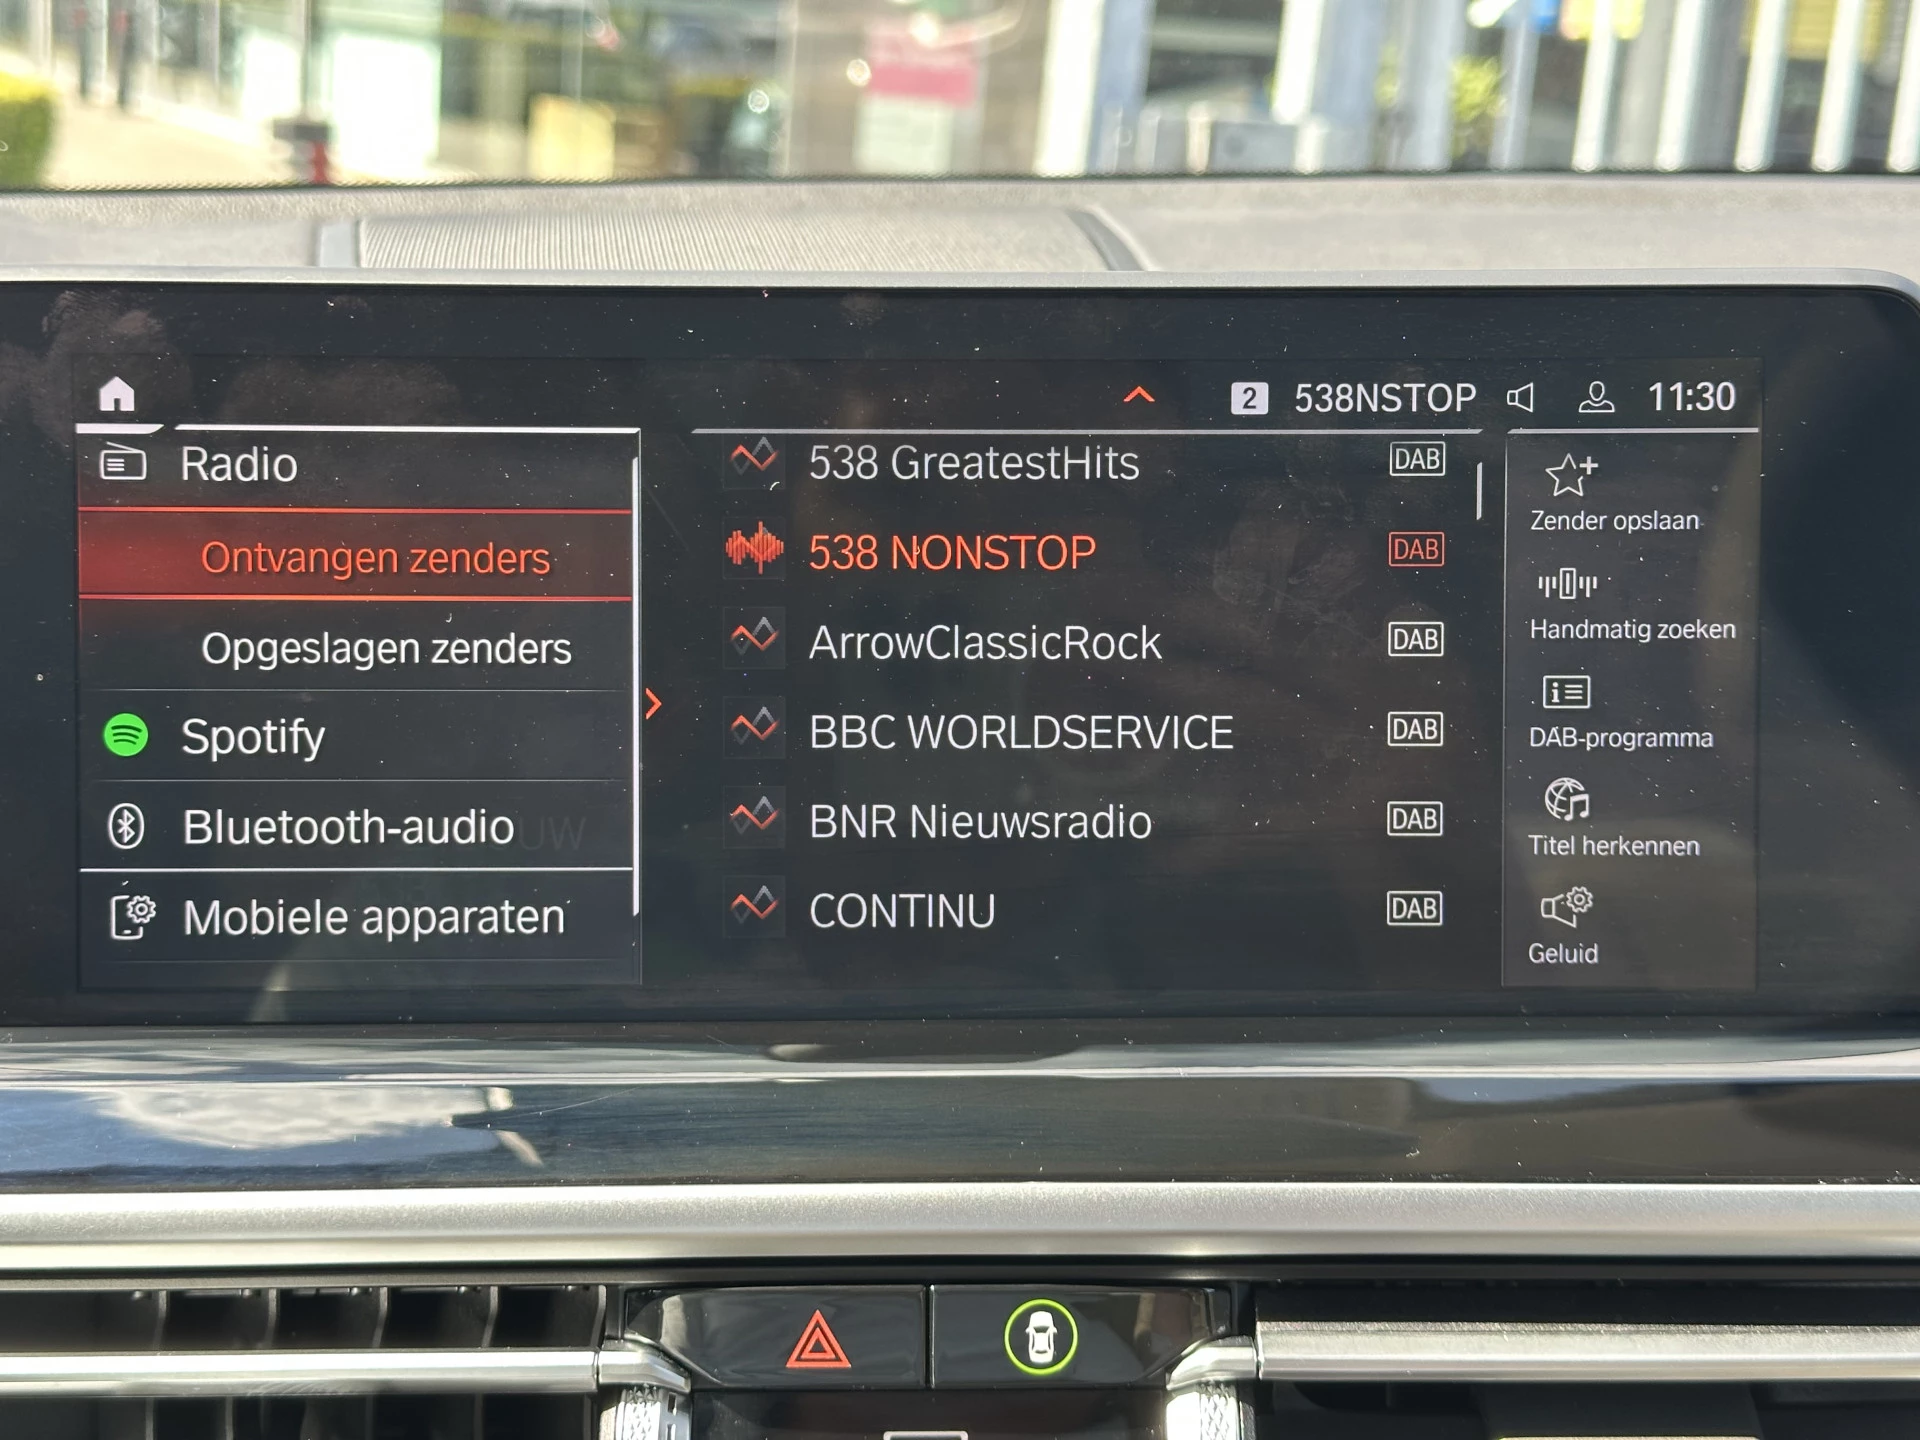 2 538NSTOP 11:30
Radio
Ontvangen zenders
Opgeslagen zenders
Spotify
Bluetooth-audio
Mobiele apparaten
538 GreatestHits DAB
538 NONSTOP DAB
ArrowClassicRock DAB
BBC WORLDSERVICE DAB
BNR Nieuwsradio DAB
CONTINU DAB
Zender opslaan
Handmatig zoeken
DAB-programma
Titel herkennen
Geluid